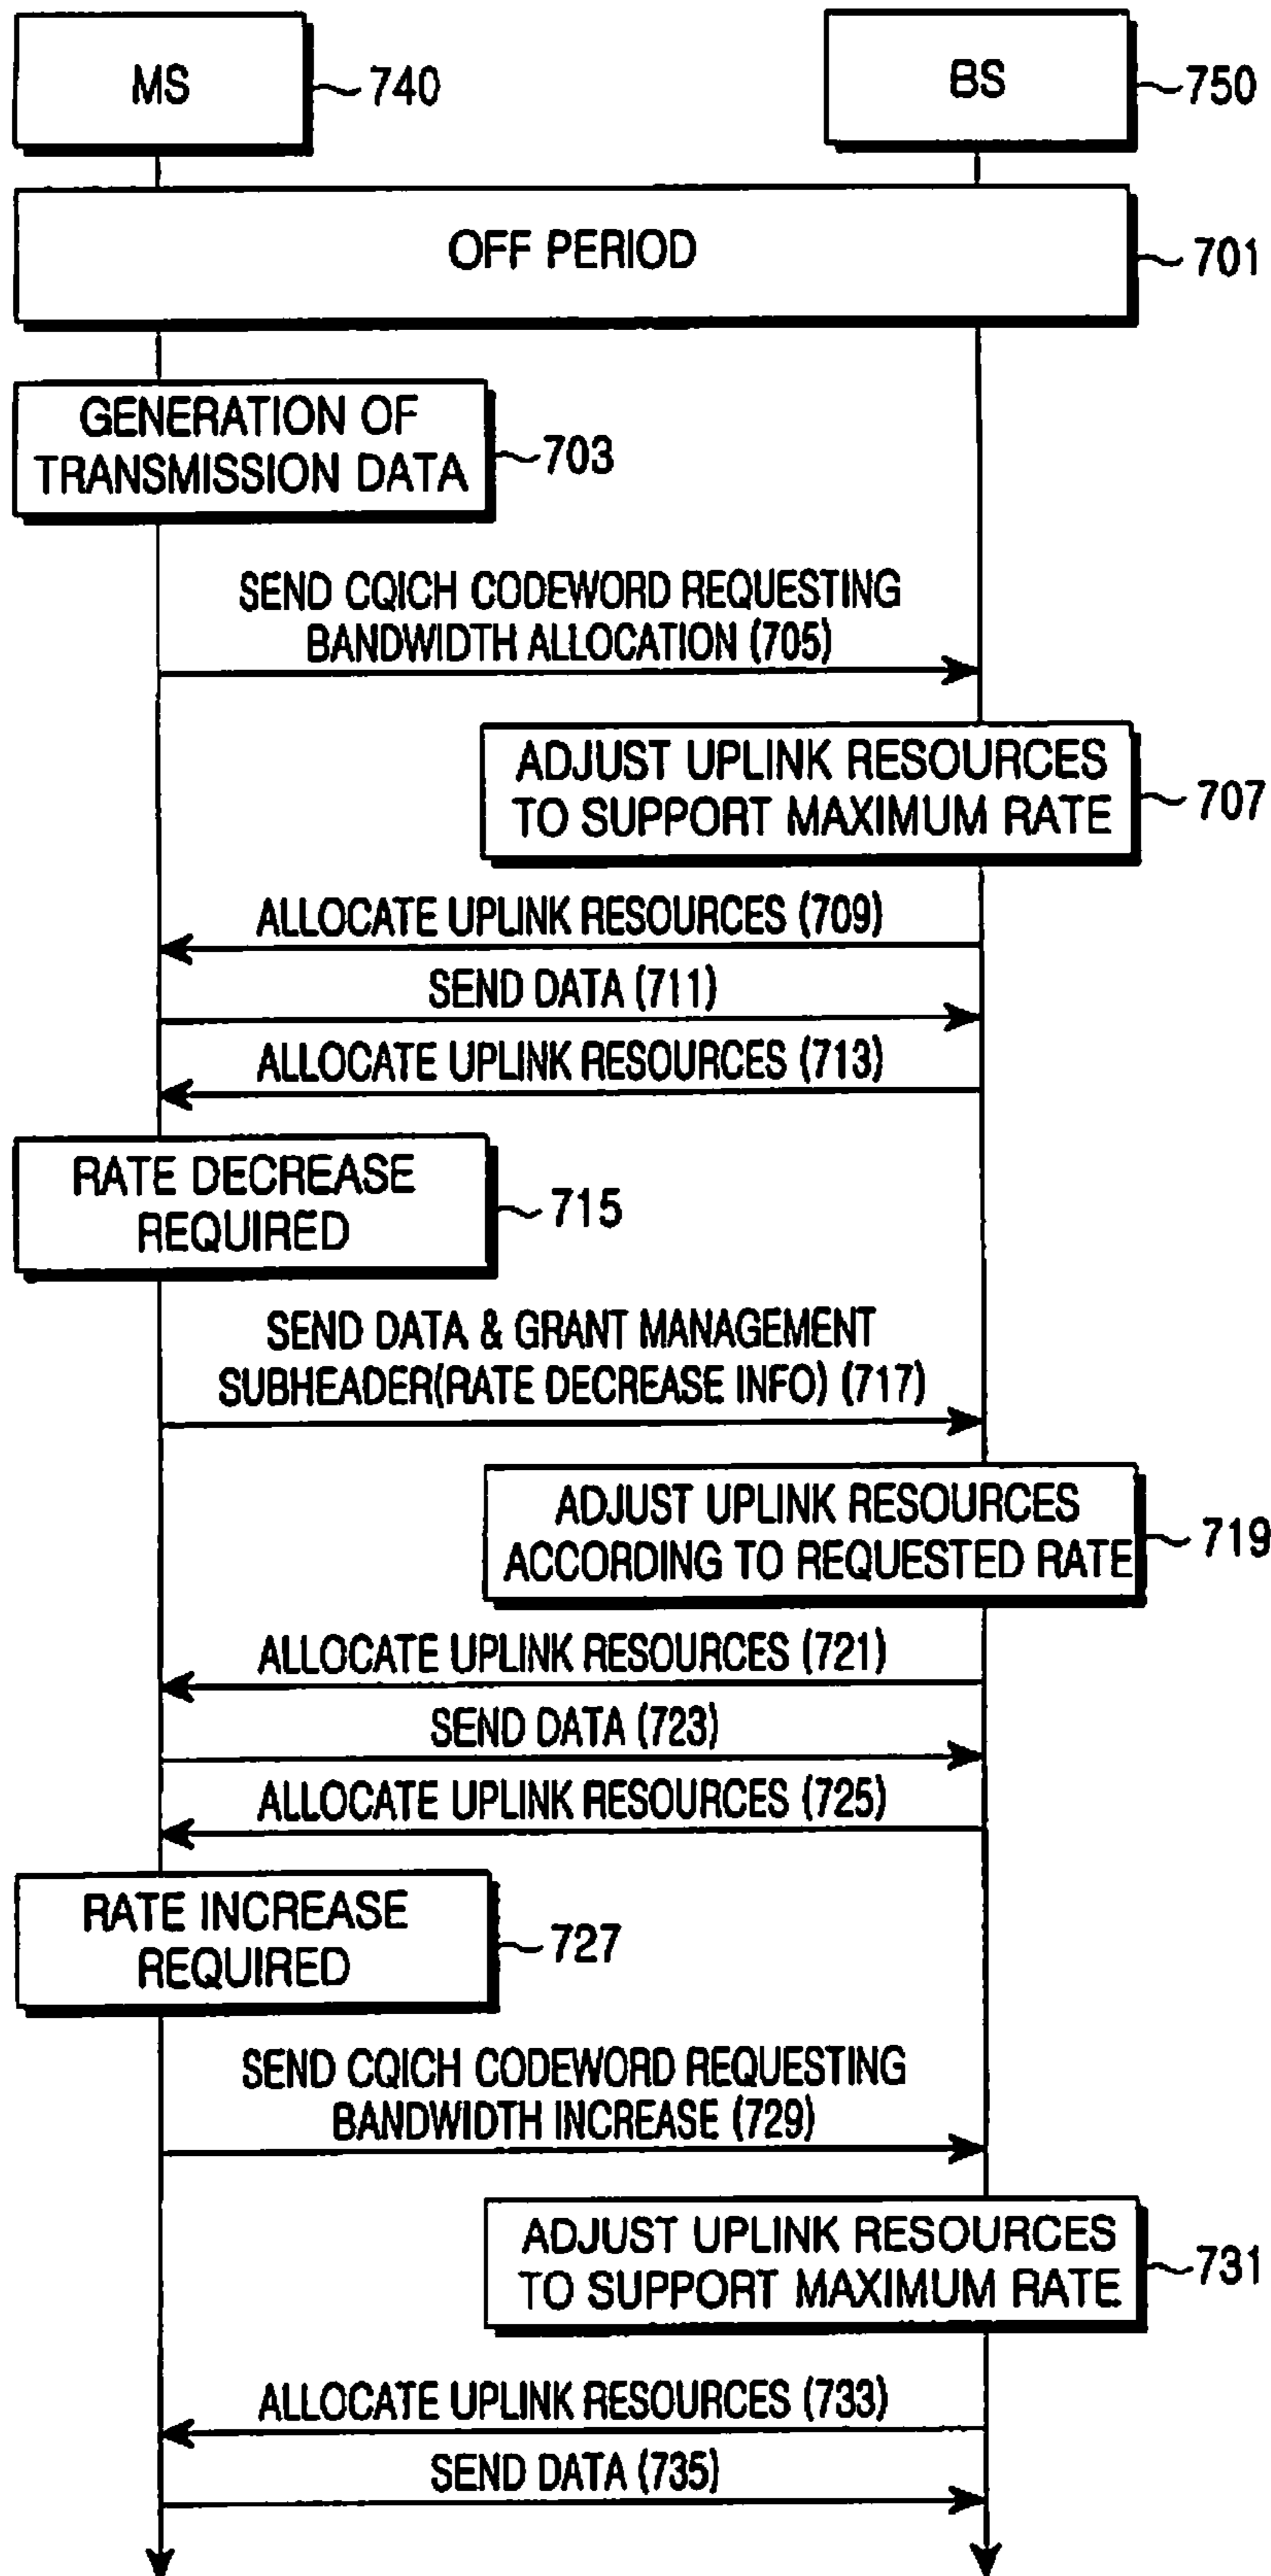 MS
740
BS
750
OFF PERIOD
701
GENERATION OF
TRANSMISSION DATA
703
SEND CQICH CODEWORD REQUESTING
BANDWIDTH ALLOCATION (705)
ADJUST UPLINK RESOURCES
TO SUPPORT MAXIMUM RATE
707
ALLOCATE UPLINK RESOURCES (709)
SEND DATA (711)
ALLOCATE UPLINK RESOURCES (713)
RATE DECREASE
REQUIRED
715
SEND DATA & GRANT MANAGEMENT
SUBHEADER(RATE DECREASE INFO) (717)
ADJUST UPLINK RESOURCES
ACCORDING TO REQUESTED RATE
719
ALLOCATE UPLINK RESOURCES (721)
SEND DATA (723)
ALLOCATE UPLINK RESOURCES (725)
RATE INCREASE
REQUIRED
727
SEND CQICH CODEWORD REQUESTING
BANDWIDTH INCREASE (729)
ADJUST UPLINK RESOURCES
TO SUPPORT MAXIMUM RATE
731
ALLOCATE UPLINK RESOURCES (733)
SEND DATA (735)